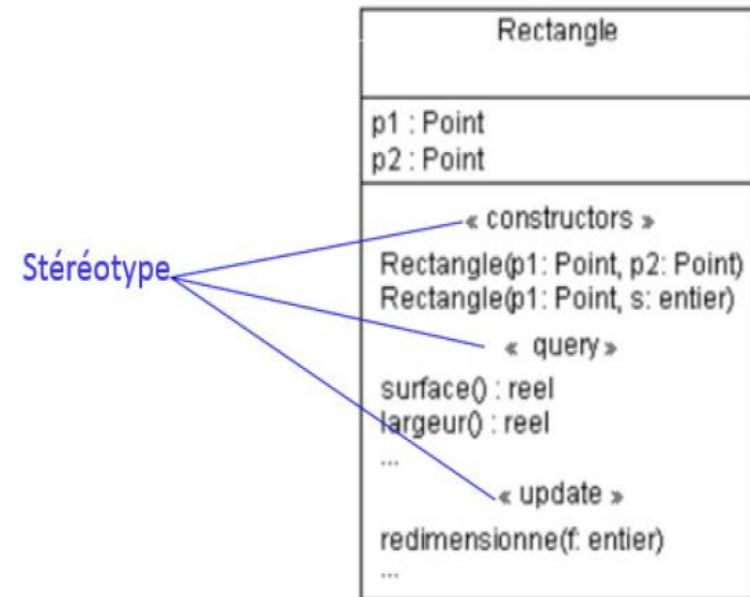 Rectangle
p1 : Point
p2 : Point
« constructors »
Rectangle(p1: Point, p2: Point)
Rectangle(p1: Point, s: entier)
« query »
surface() : reel
largeur() : reel
...
« update »
redimensionne(f: entier)
...
Stéréotype